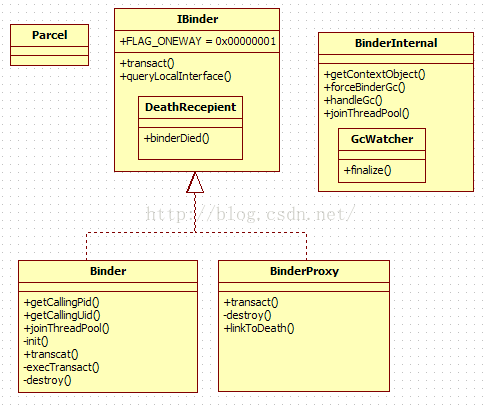 Parcel
IBinder
+FLAG_ONEWAY = 0x00000001
+transact()
+queryLocalInterface()
DeathRecepient
+binderDied()
BinderInternal
+getContextObject()
+forceBinderGc()
+handleGc()
+joinThreadPool()
GcWatcher
+finalize()
http://blog.csdn.net/
Binder
+getCallingPid()
+getCallingUid()
+joinThreadPool()
-init()
+transcat()
-execTransact()
-destroy()
BinderProxy
+transact()
-destroy()
+linkToDeath()